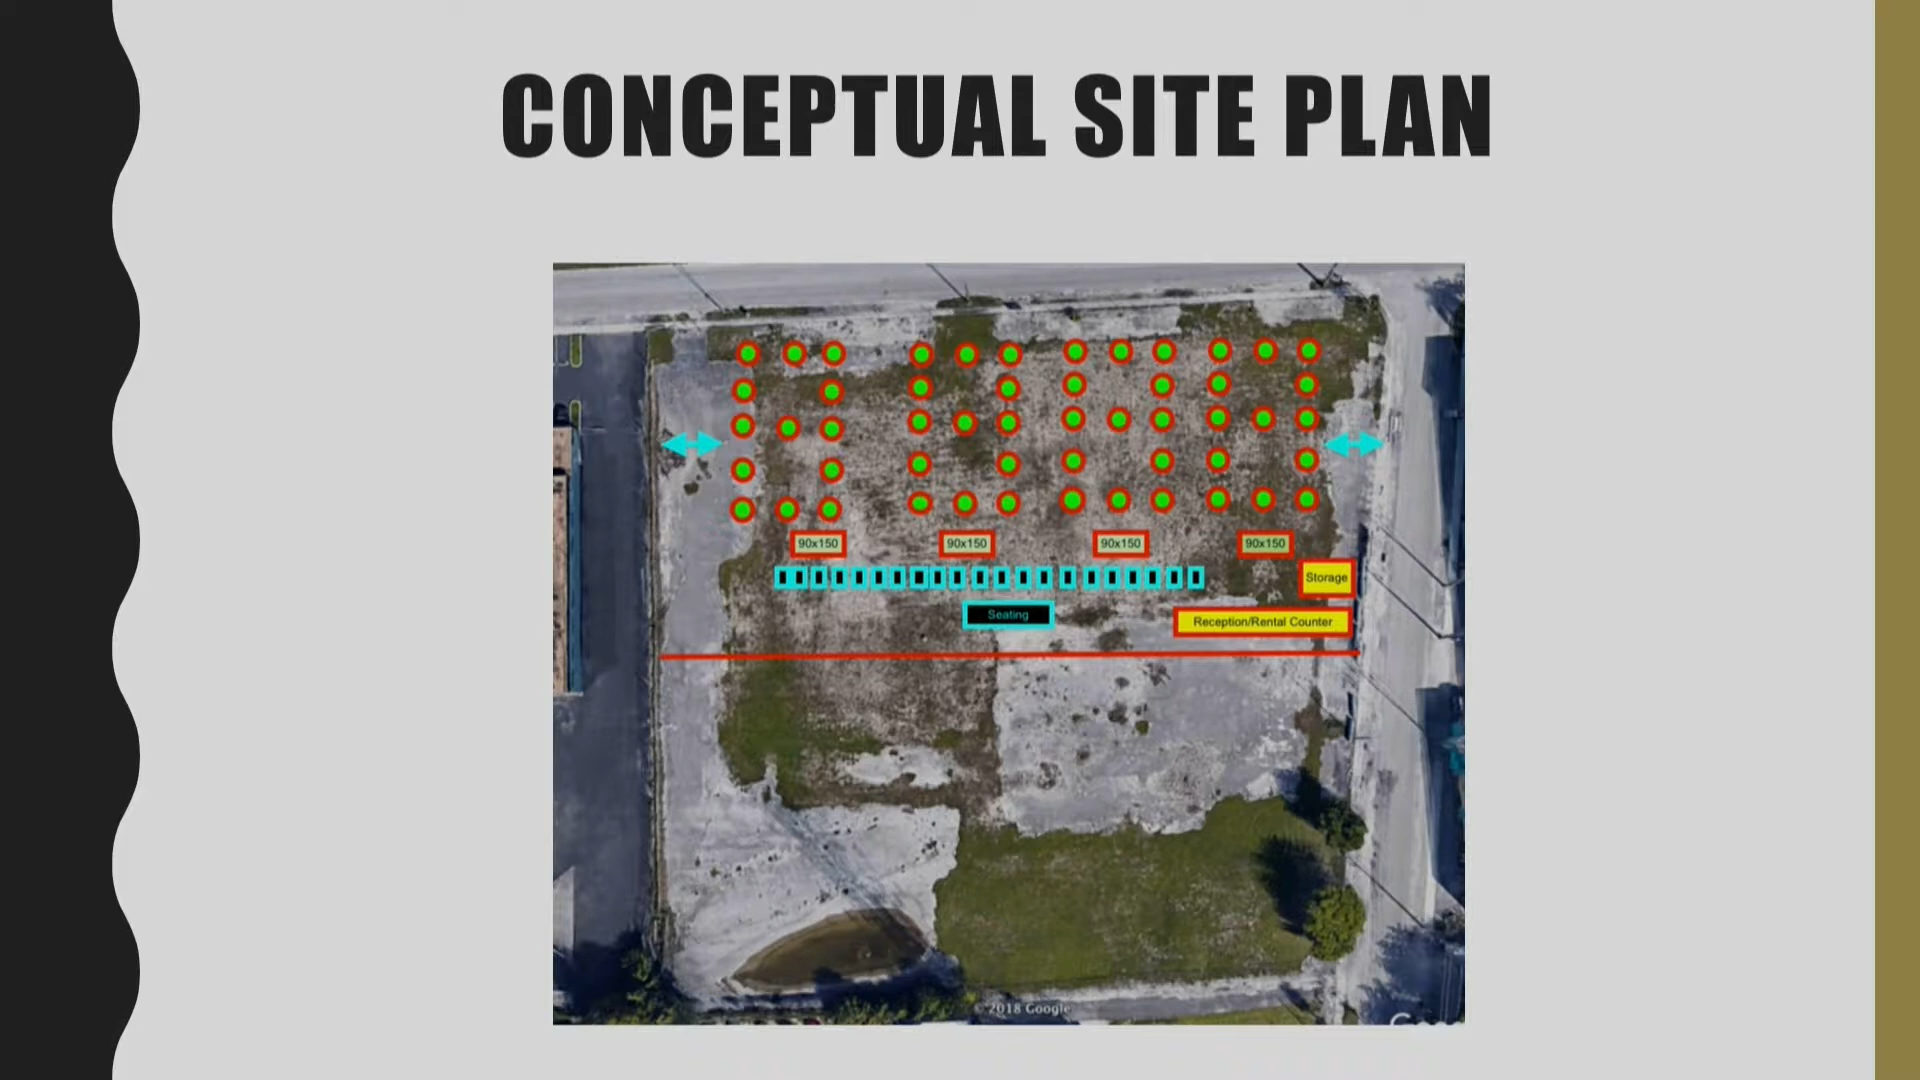 CONCEPTUAL SITE PLAN
90x150
90x150
90x150
90x150
Storage
Seating
Reception/Rental Counter
© 2018 Google